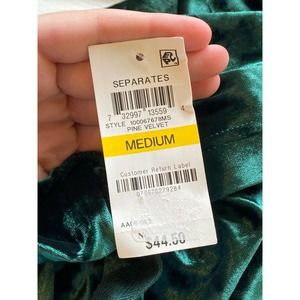 SEPARATES
7 32997 13559 4
STYLE 100067678MS
PINE VELVET
MEDIUM
Customer Return Label
$44.50